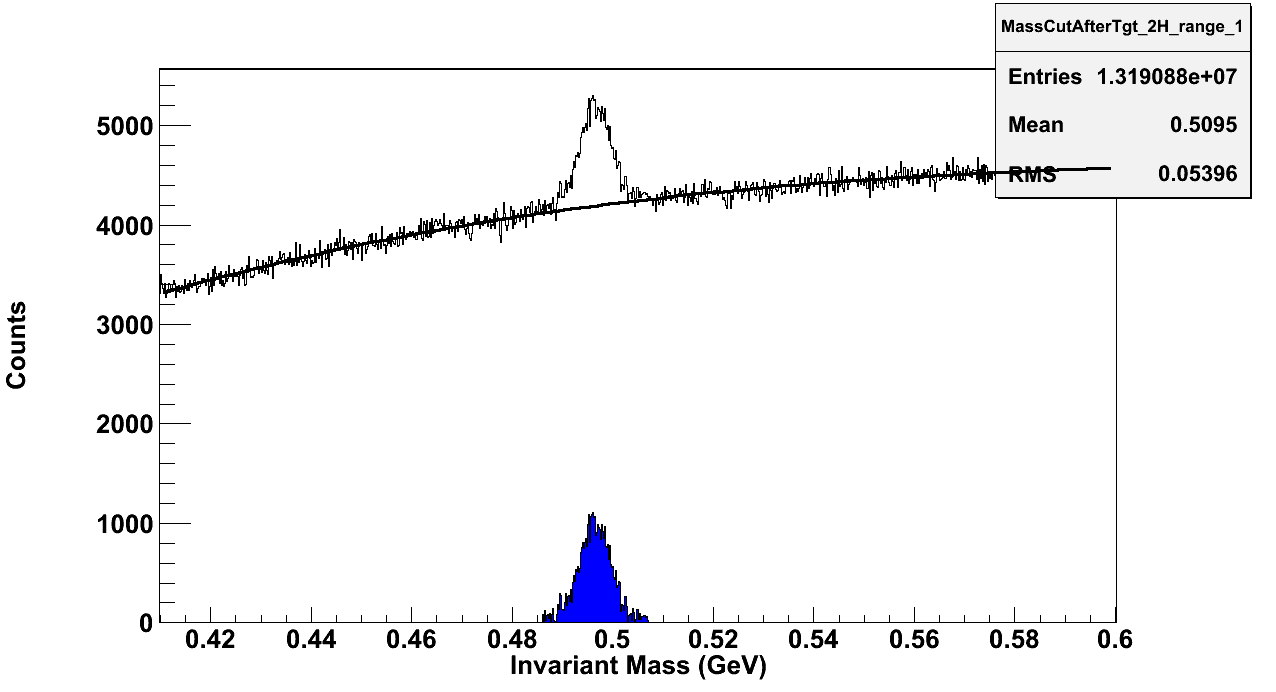 MassCutAfterTgt_2H_range_1
Entries 1.319088e+07
Mean 0.5095
RMS 0.05396
5000
4000
3000
2000
1000
0
Counts
0.42 0.44 0.46 0.48 0.5 0.52 0.54 0.56 0.58 0.6
Invariant Mass (GeV)